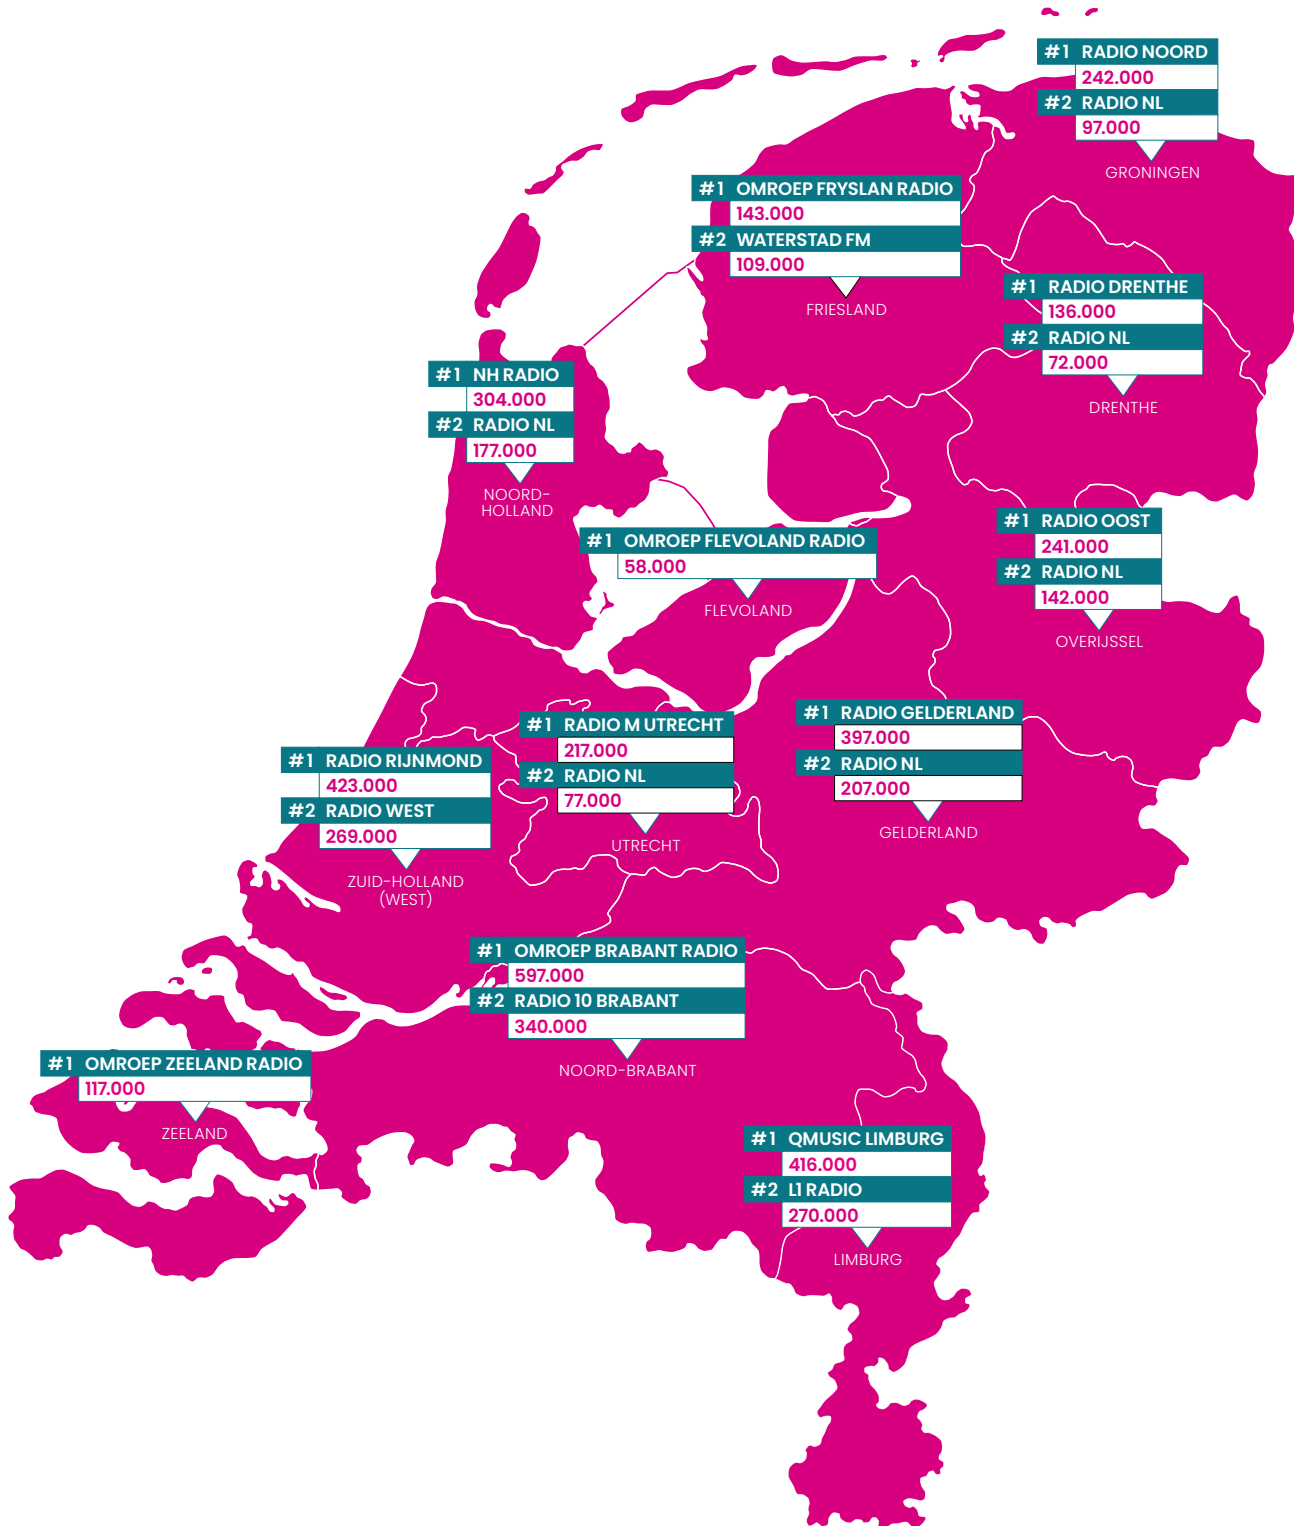 #1 RADIO NOORD
242.000
#2 RADIO NL
97.000
GRONINGEN
#1 OMROEP FRYSLAN RADIO
143.000
#2 WATERSTAD FM
109.000
FRIESLAND
#1 RADIO DRENTHE
136.000
#2 RADIO NL
72.000
DRENTHE
#1 NH RADIO
304.000
#2 RADIO NL
177.000
NOORD-
HOLLAND
#1 OMROEP FLEVOLAND RADIO
58.000
FLEVOLAND
#1 RADIO OOST
241.000
#2 RADIO NL
142.000
OVERIJSSEL
#1 RADIO RIJNMOND
423.000
#2 RADIO WEST
269.000
ZUID-HOLLAND
(WEST)
#1 RADIO M UTRECHT
217.000
#2 RADIO NL
77.000
UTRECHT
#1 RADIO GELDERLAND
397.000
#2 RADIO NL
207.000
GELDERLAND
#1 OMROEP BRABANT RADIO
597.000
#2 RADIO 10 BRABANT
340.000
NOORD-BRABANT
#1 OMROEP ZEELAND RADIO
117.000
ZEELAND
#1 QMUSIC LIMBURG
416.000
#2 L1 RADIO
270.000
LIMBURG